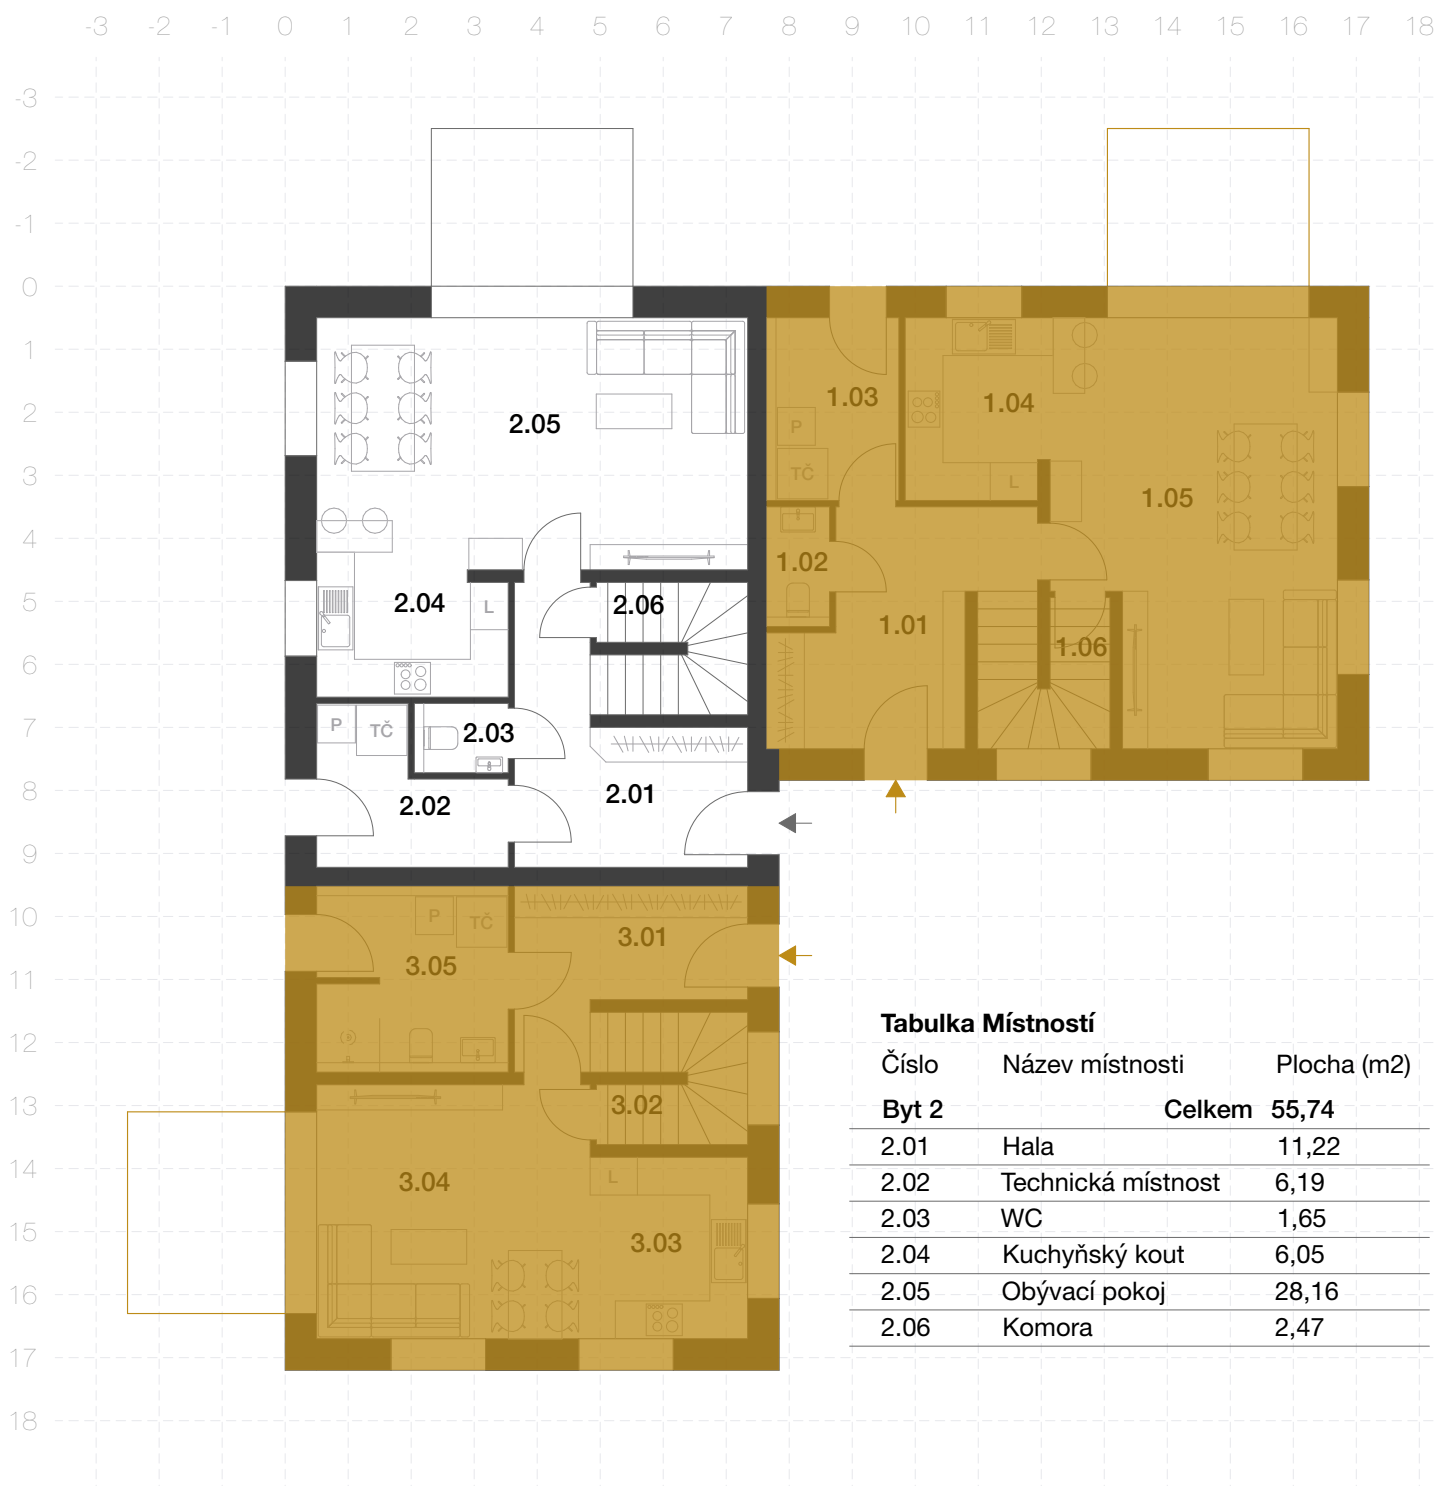 -3 -2 -1 0 1 2 3 4 5 6 7 8 9 10 11 12 13 14 15 16 17 18
-3
-2
-1
0
1
2
3
4
5
6
7
8
9
10
11
12
13
14
15
16
17
18
2.05
2.04
L
2.06
P
TČ
2.03
2.02
2.01
1.03
1.04
P
TČ
L
1.05
1.02
1.01
1.06
P
TČ
3.01
3.05
3.02
3.04
L
3.03
Tabulka Místností
Číslo Název místnosti Plocha (m2)
Byt 2 Celkem 55,74
2.01 Hala 11,22
2.02 Technická místnost 6,19
2.03 WC 1,65
2.04 Kuchyňský kout 6,05
2.05 Obývací pokoj 28,16
2.06 Komora 2,47